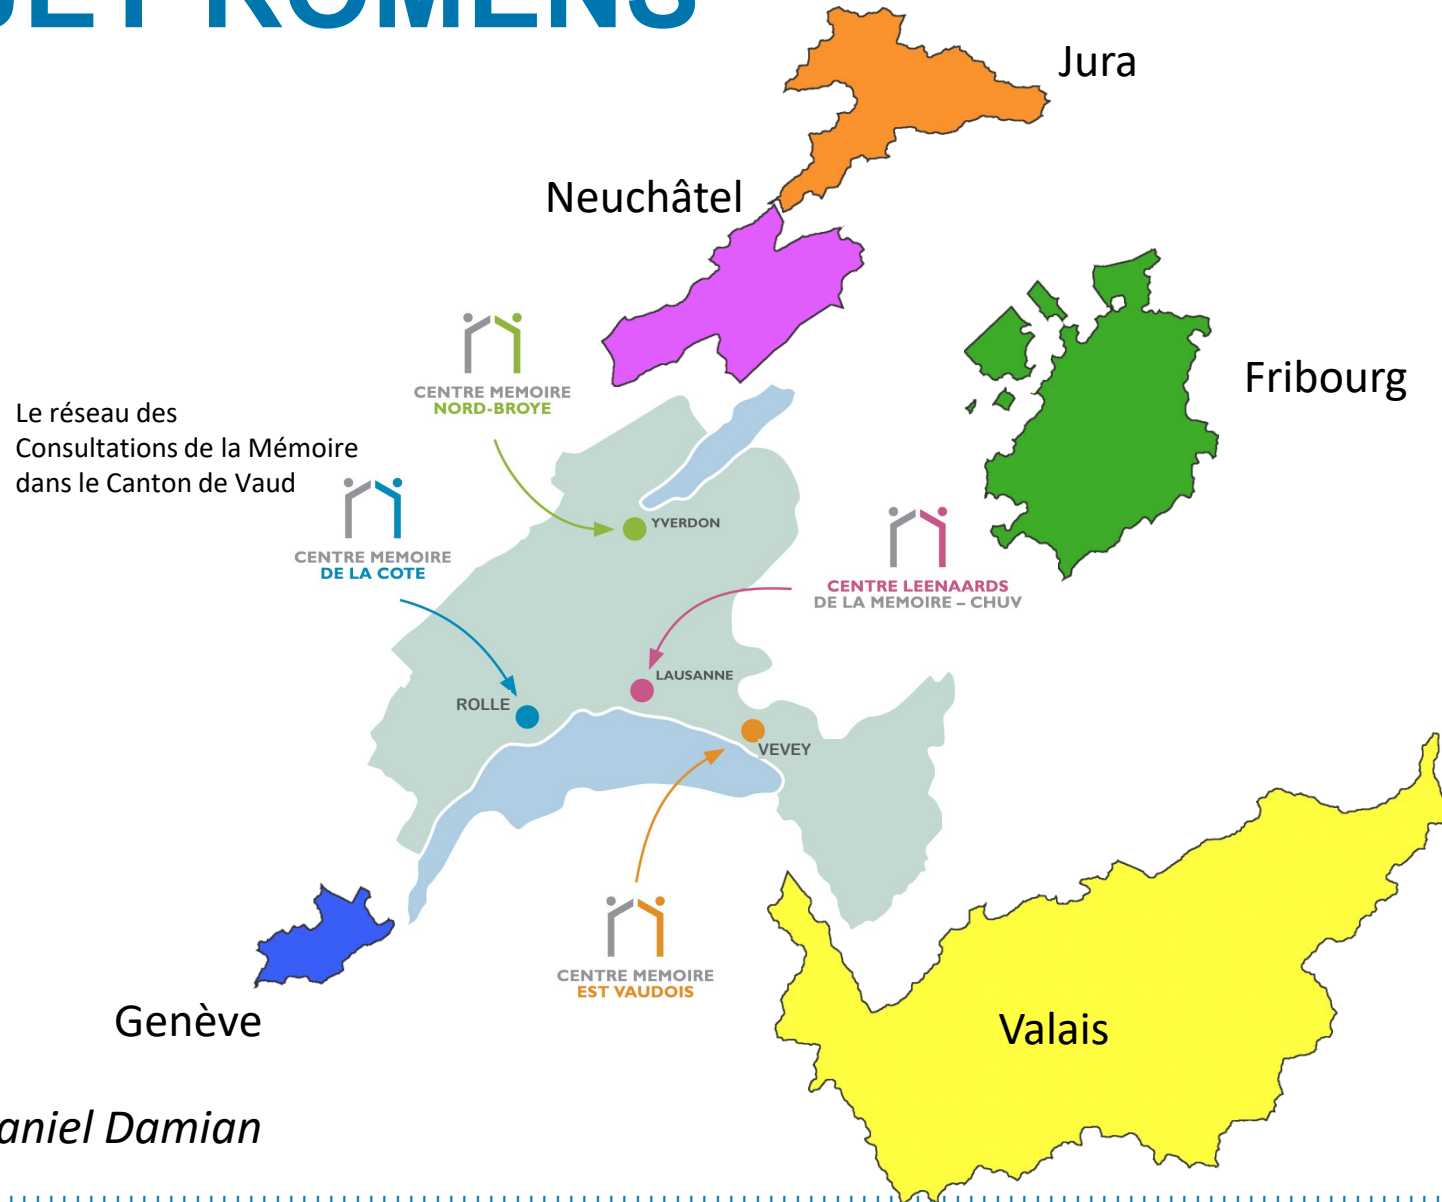 JET ROMENS
Jura
Neuchâtel
CENTRE MEMOIRE
NORD-BROYE
Fribourg
Le réseau des
Consultations de la Mémoire
dans le Canton de Vaud
YVERDON
CENTRE MEMOIRE
DE LA COTE
CENTRE LEENAARDS
DE LA MEMOIRE – CHUV
LAUSANNE
ROLLE
VEVEY
CENTRE MEMOIRE
EST VAUDOIS
Genève
Valais
aniel Damian